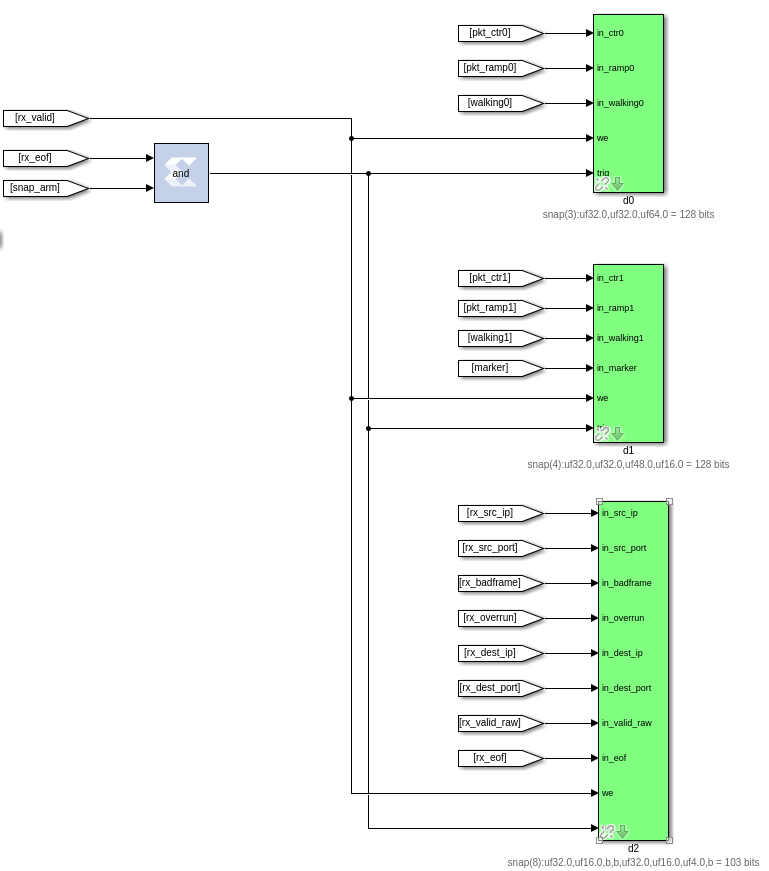 [pkt_ctr0]
in_ctr0
[pkt_ramp0]
in_ramp0
[walking0]
in_walking0
[rx_valid]
we
[rx_eof]
[snap_arm]
and
trig
d0
snap(3):uf32.0,uf32.0,uf64.0 = 128 bits
[pkt_ctr1]
in_ctr1
[pkt_ramp1]
in_ramp1
[walking1]
in_walking1
[marker]
in_marker
we
d1
snap(4):uf32.0,uf32.0,uf48.0,uf16.0 = 128 bits
[rx_src_ip]
in_src_ip
[rx_src_port]
in_src_port
[rx_badframe]
in_badframe
[rx_overrun]
in_overrun
[rx_dest_ip]
in_dest_ip
[rx_dest_port]
in_dest_port
[rx_valid_raw]
in_valid_raw
[rx_eof]
in_eof
we
d2
snap(8):uf32.0,uf16.0,b,b,uf32.0,uf16.0,uf4.0,b = 103 bits